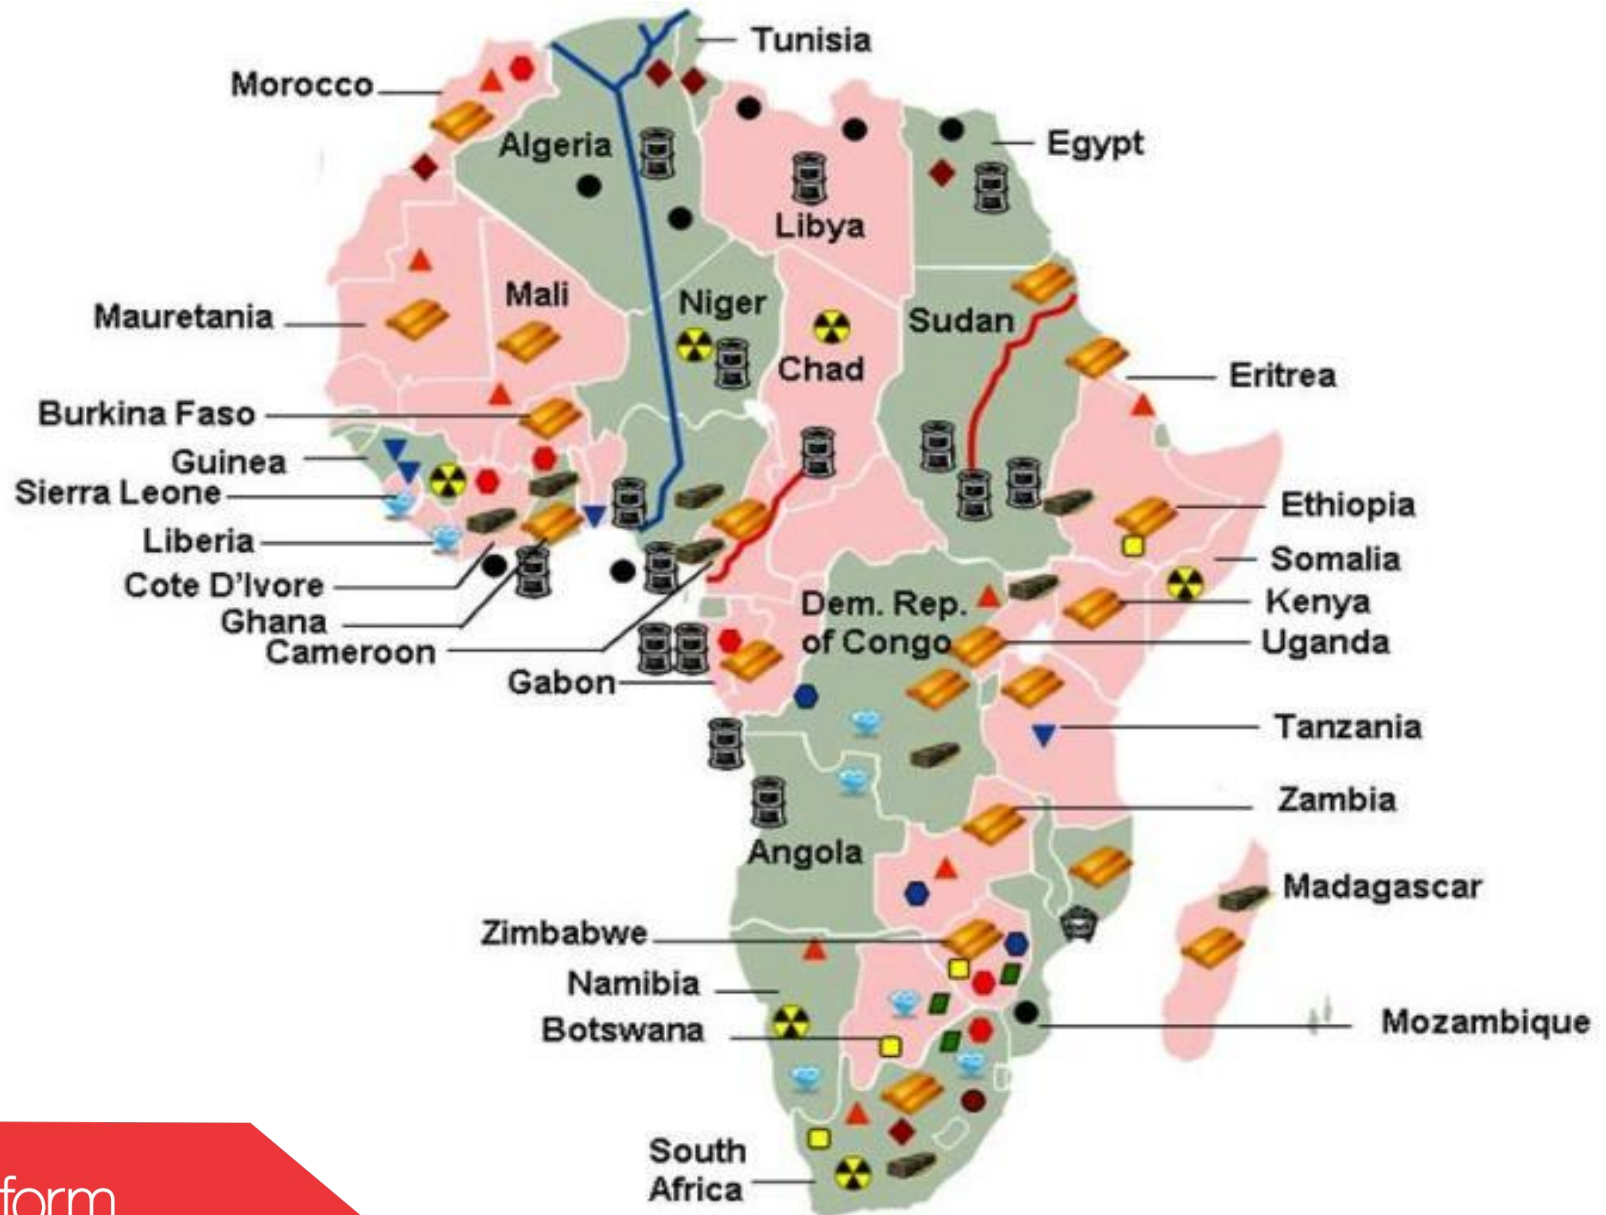 Tunisia
Morocco
Algeria
Egypt
Libya
Mali
Niger
Mauretania
Sudan
Chad
Eritrea
Burkina Faso
Guinea
Sierra Leone
Ethiopia
Liberia
Somalia
Cote D'Ivore
Kenya
Dem. Rep.
of Congo
Ghana
Uganda
Cameroon
Gabon
Tanzania
Zambia
Angola
Madagascar
Zimbabwe
Namibia
Botswana
Mozambique
South
Africa
form